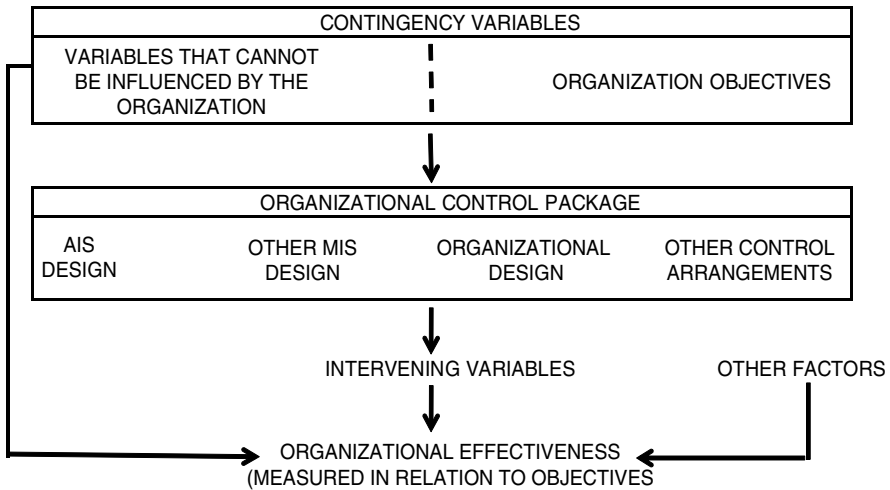 CONTINGENCY VARIABLES
VARIABLES THAT CANNOT
BE INFLUENCED BY THE
ORGANIZATION
ORGANIZATION OBJECTIVES
ORGANIZATIONAL CONTROL PACKAGE
AIS
DESIGN
OTHER MIS
DESIGN
ORGANIZATIONAL
DESIGN
OTHER CONTROL
ARRANGEMENTS
INTERVENING VARIABLES
OTHER FACTORS
ORGANIZATIONAL EFFECTIVENESS
(MEASURED IN RELATION TO OBJECTIVES